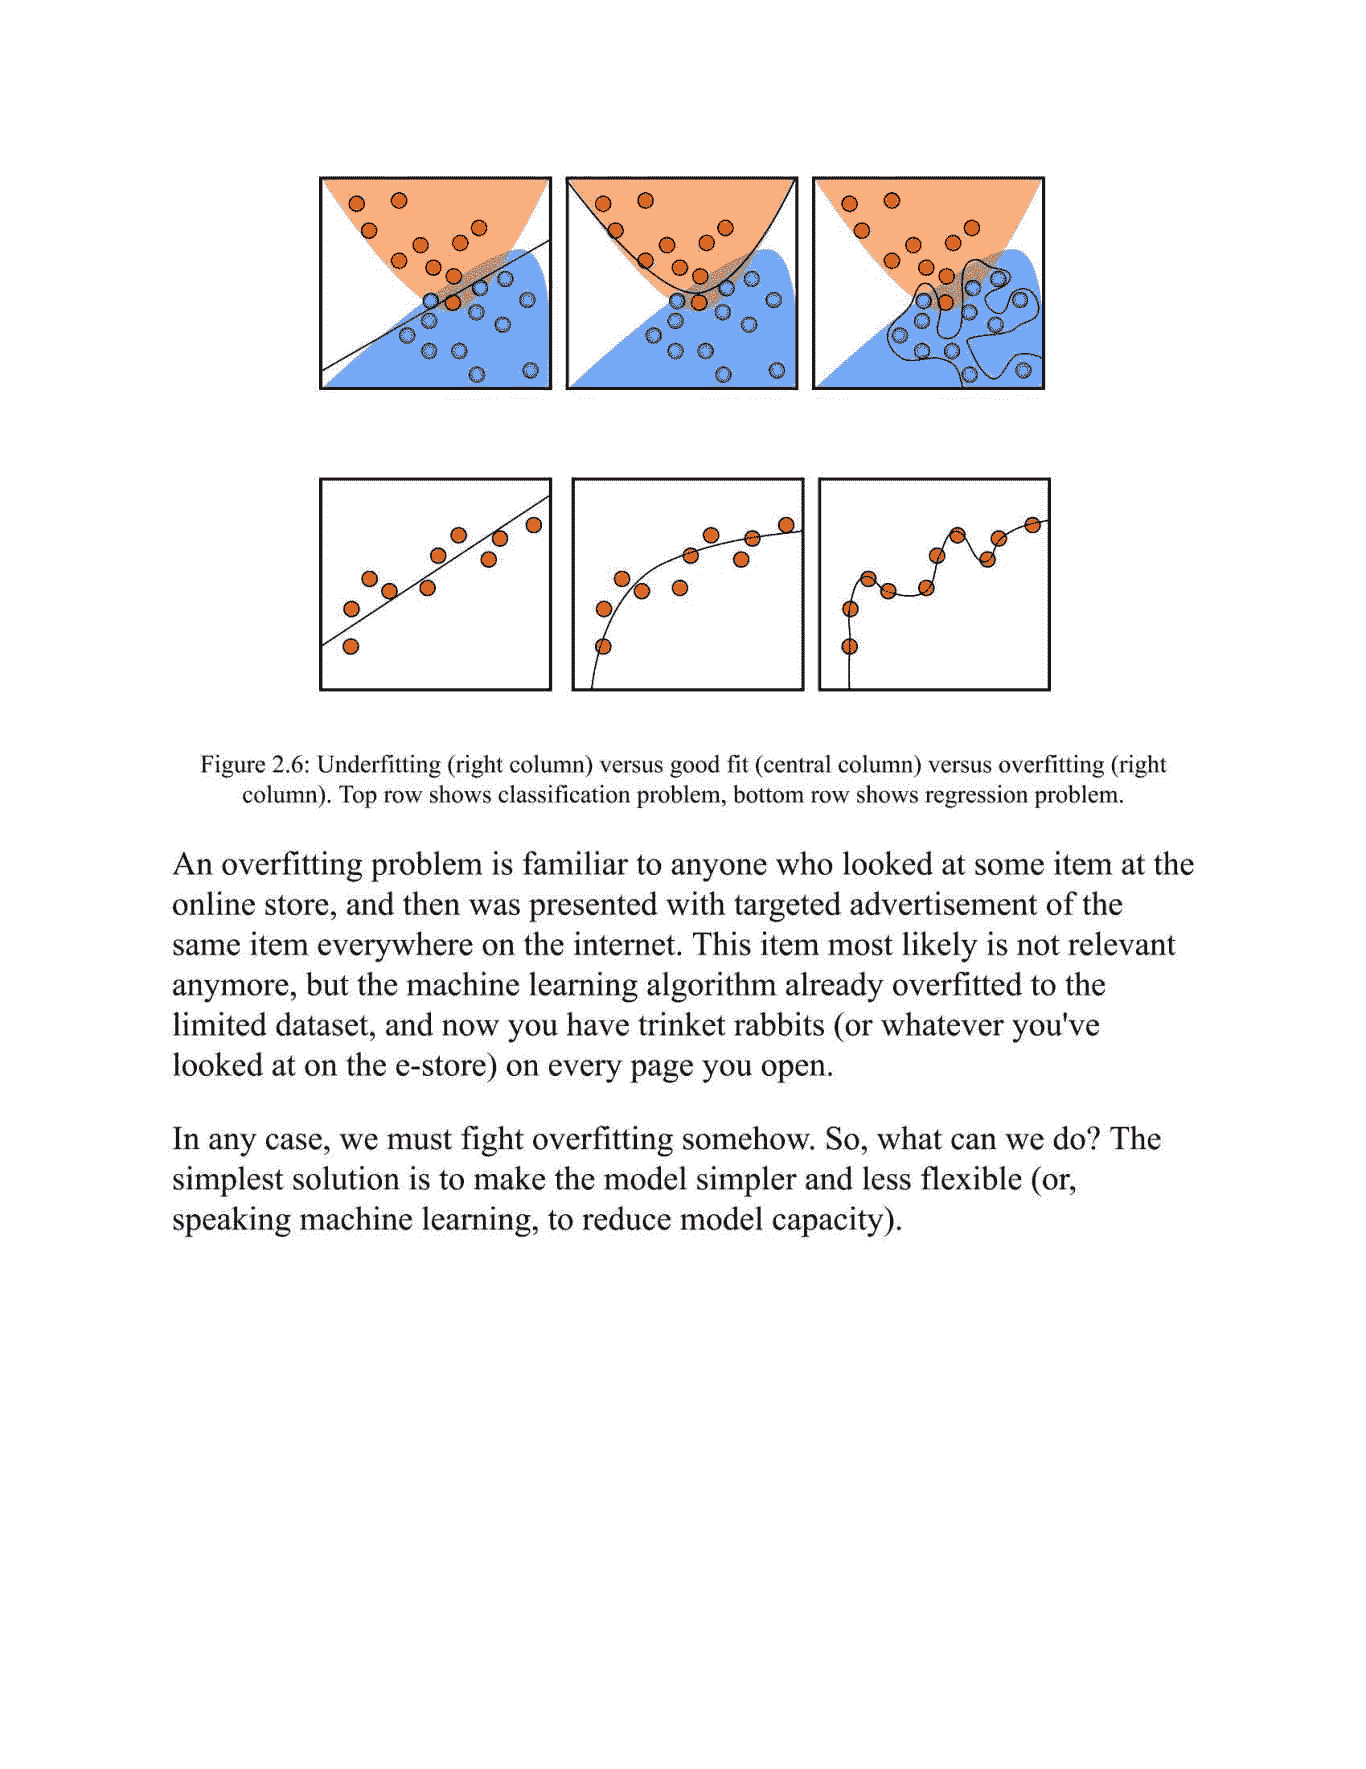 Figure 2.6: Underfitting (right column) versus good fit (central column) versus overfitting (right
column). Top row shows classification problem, bottom row shows regression problem.
An overfitting problem is familiar to anyone who looked at some item at the
online store, and then was presented with targeted advertisement of the
same item everywhere on the internet. This item most likely is not relevant
anymore, but the machine learning algorithm already overfitted to the
limited dataset, and now you have trinket rabbits (or whatever you've
looked at on the e-store) on every page you open.
In any case, we must fight overfitting somehow. So, what can we do? The
simplest solution is to make the model simpler and less flexible (or,
speaking machine learning, to reduce model capacity).